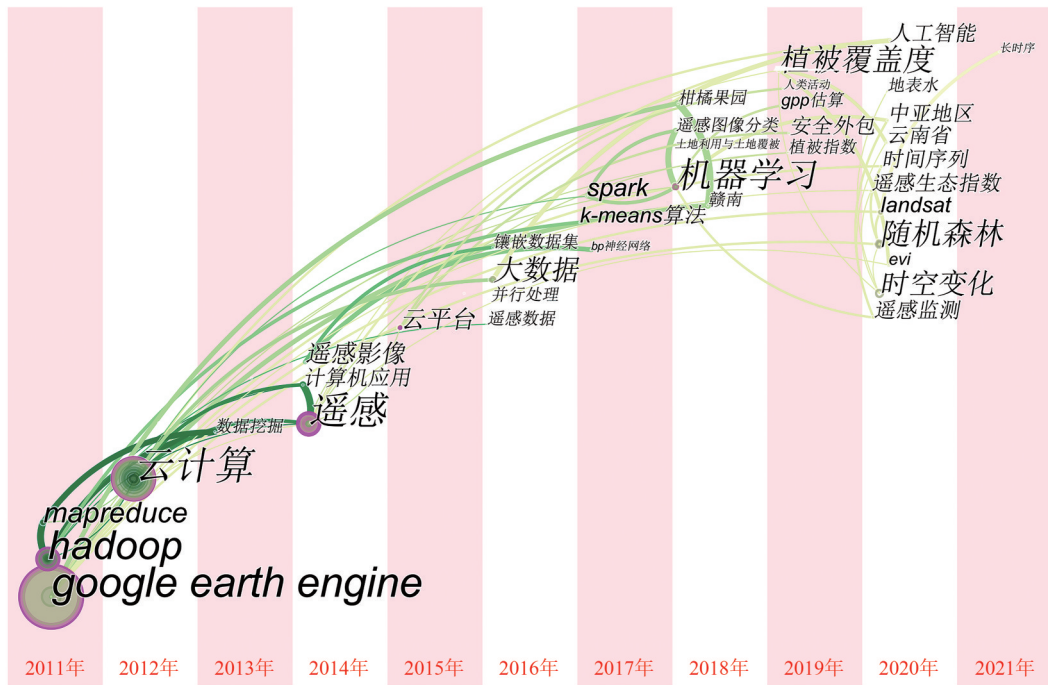 人工智能
长时序
植被覆盖度
人类活动
地表水
柑橘果园
gpp估算
中亚地区
遥感图像分类
安全外包
云南省
土地利用与土地覆被
植被指数
时间序列
机器学习
遥感生态指数
spark
赣南
landsat
k-means算法
随机森林
镶嵌数据集
bp神经网络
evi
大数据
时空变化
并行处理
遥感监测
云平台
遥感数据
遥感影像
计算机应用
遥感
数据挖掘
云计算
mapreduce
hadoop
google earth engine
2011年
2012年
2013年
2014年
2015年
2016年
2017年
2018年
2019年
2020年
2021年